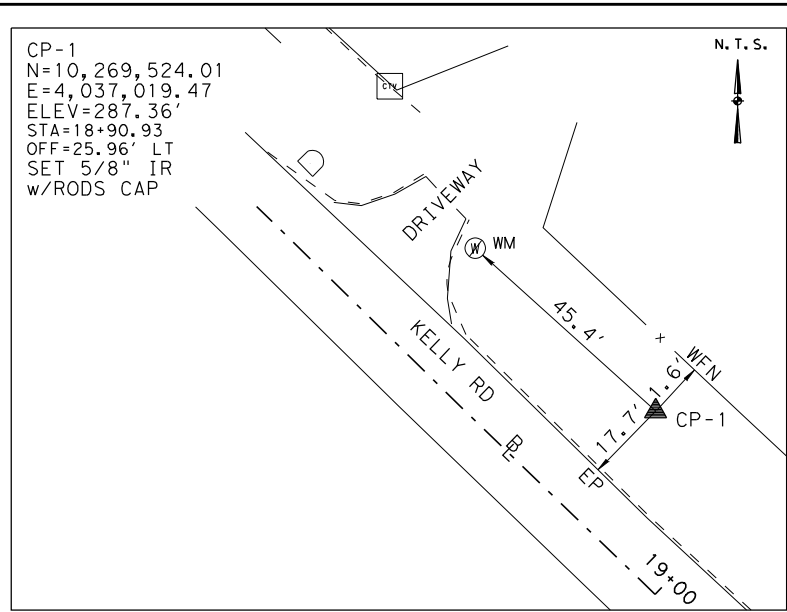 CP-1
N=10,269,524.01
E=4,037,019.47
ELEV=287.36'
STA=18+90.93
OFF=25.96' LT
SET 5/8" IR
w/RODS CAP
N.T.S.
CTV
DRIVEWAY
W WM
KELLY RD
45.4'
x WFN
17.7' 1.6'
CP-1
EP
19+00